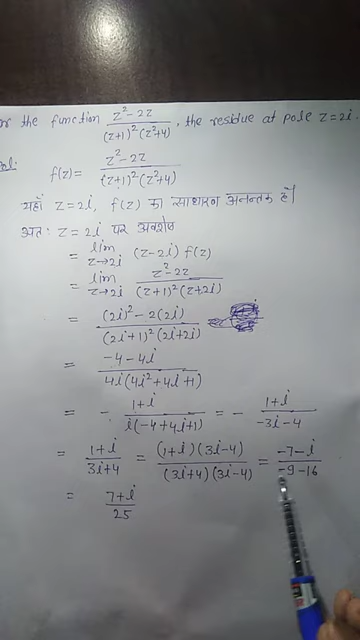 or the function z²-2z / (z+1)²(z²+4), the residue at pole z=2i.
ol: f(z)= z²-2z / (z+1)²(z²+4)
यहाँ z=2i, f(z) का साधारण अनन्तक है।
अतः z=2i पर अवशेष
= lim z→2i (z-2i) f(z)
= lim z→2i z²-2z / (z+1)²(z+2i)
= (2i)²-2(2i) / (2i+1)²(2i+2i)
= -4-4i / 4i(4i²+4i+1)
= - 1+i / i(-4+4i+1) = - 1+i / -3i-4
= 1+i / 3i+4 = (1+i)(3i-4) / (3i+4)(3i-4) = -7-i / -9-16
= 7+i / 25